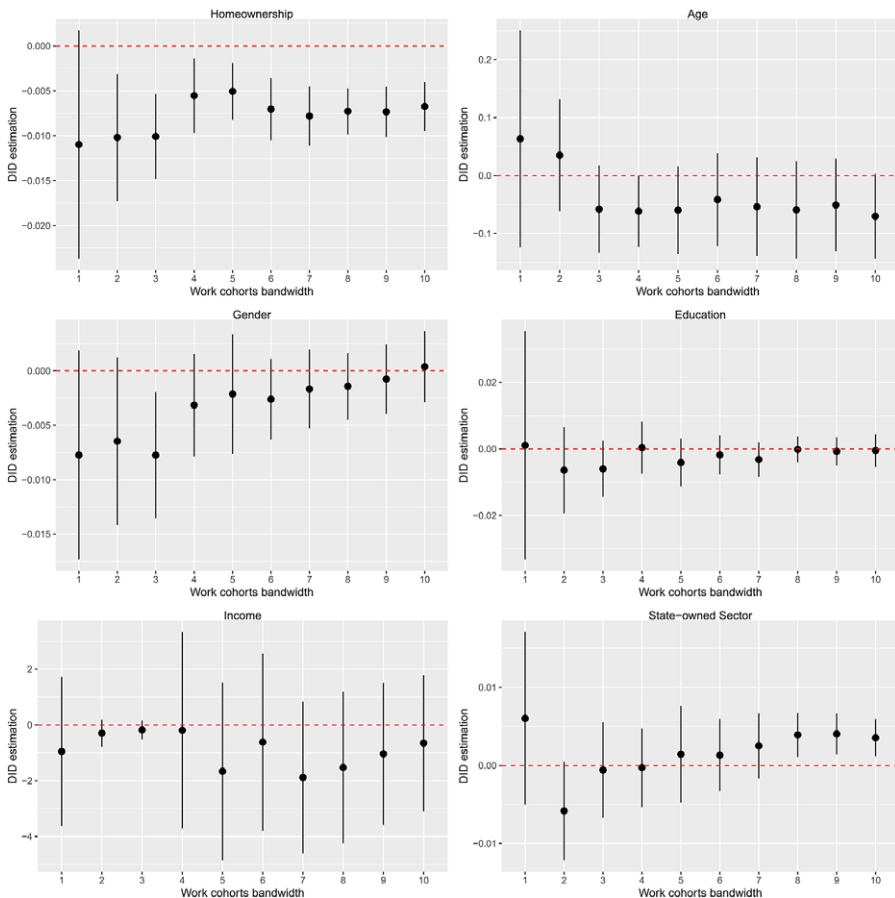 Homeownership
DID estimation
0.000
−0.005
−0.010
−0.015
−0.020
1 2 3 4 5 6 7 8 9 10
Work cohorts bandwidth
Age
DID estimation
0.2
0.1
0.0
−0.1
1 2 3 4 5 6 7 8 9 10
Work cohorts bandwidth
Gender
DID estimation
0.000
−0.005
−0.010
−0.015
1 2 3 4 5 6 7 8 9 10
Work cohorts bandwidth
Education
DID estimation
0.02
0.00
−0.02
1 2 3 4 5 6 7 8 9 10
Work cohorts bandwidth
Income
DID estimation
2
0
−2
−4
1 2 3 4 5 6 7 8 9 10
Work cohorts bandwidth
State−owned Sector
DID estimation
0.01
0.00
−0.01
1 2 3 4 5 6 7 8 9 10
Work cohorts bandwidth